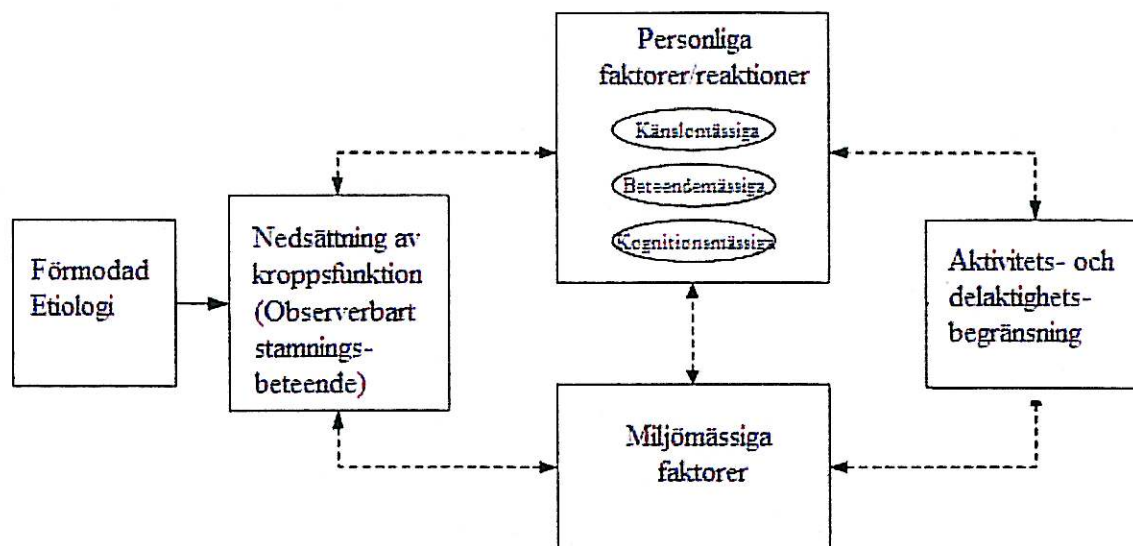 Förmodad
Etiologi
Nedsättning av
kroppsfunktion
(Observerbart
stamnings-
beteende)
Personliga
faktorer/reaktioner
Känslomässiga
Beteendemässiga
Kognitionsmässiga
Miljömässiga
faktorer
Aktivitets- och
delaktighets-
begränsning